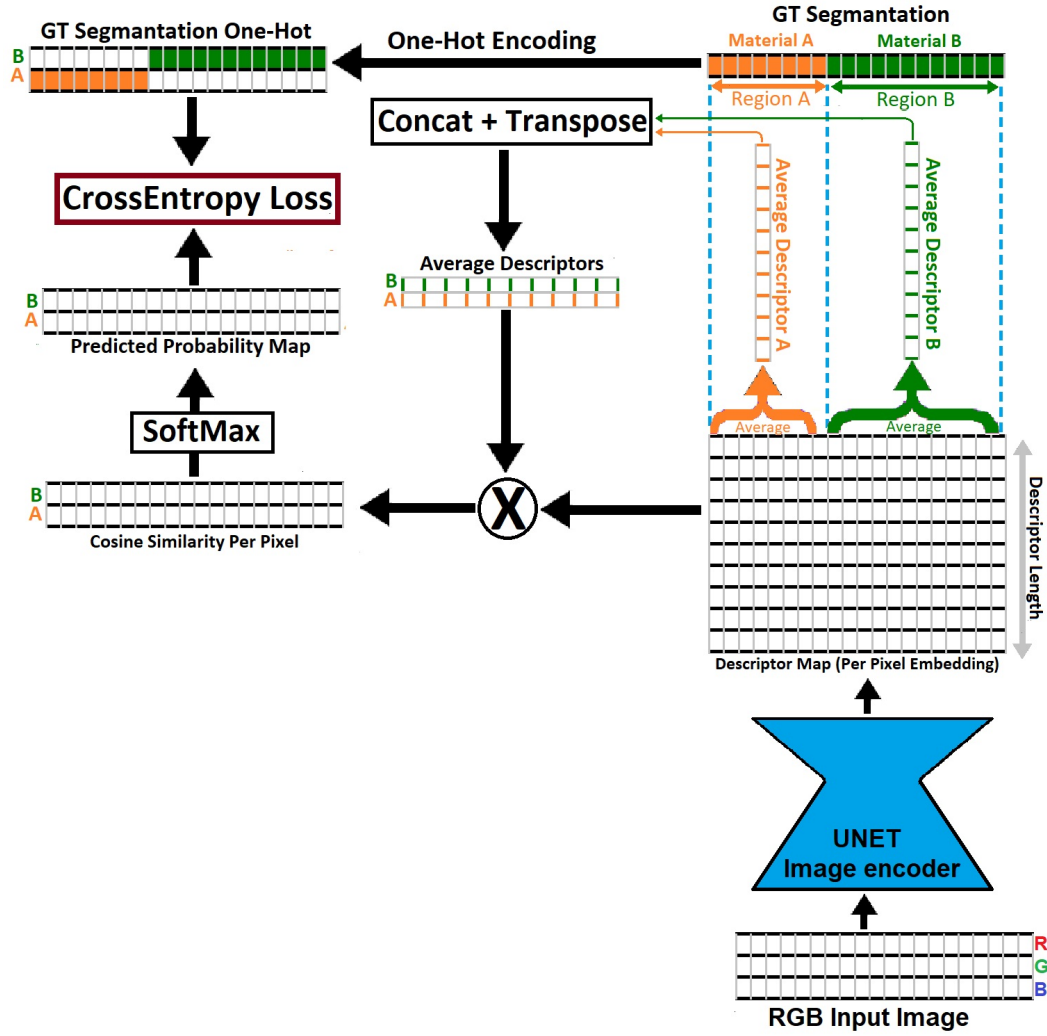 GT Segmantation One-Hot
B
A
One-Hot Encoding
GT Segmantation
Material A
Material B
Region A
Region B
Concat + Transpose
CrossEntropy Loss
Average Descriptor A
Average Descriptor B
Average Descriptors
B
A
B
A
Predicted Probability Map
SoftMax
Average
Average
B
A
Cosine Similarity Per Pixel
X
Descriptor Length
Descriptor Map (Per Pixel Embedding)
UNET
Image encoder
R
G
B
RGB Input Image